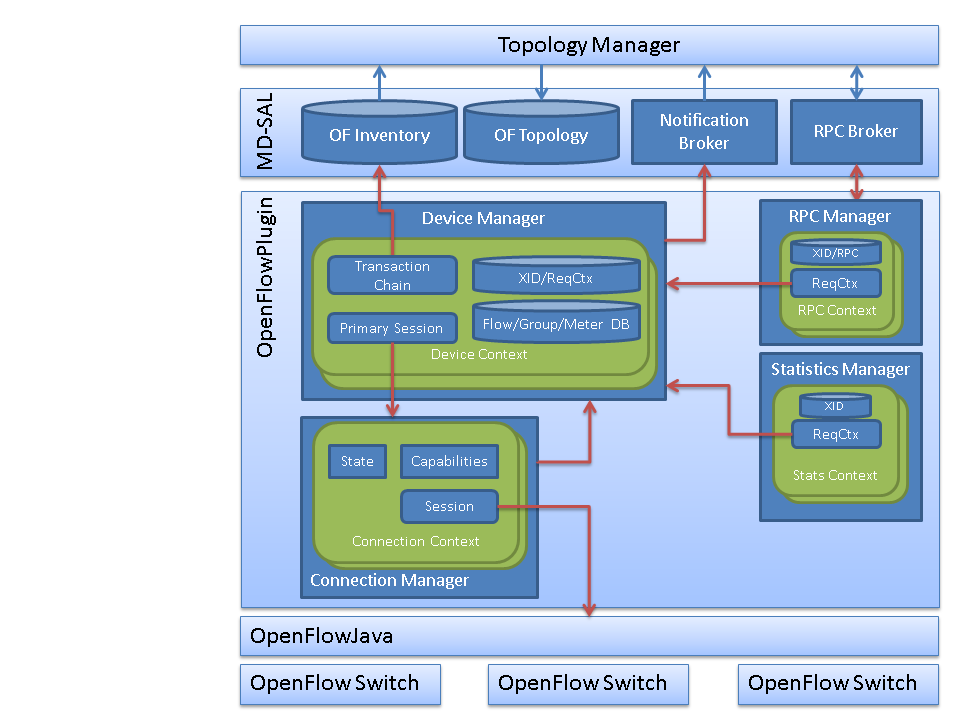 Topology Manager
MD-SAL
OF Inventory
OF Topology
Notification
Broker
RPC Broker
OpenFlowPlugin
Device Manager
Transaction
Chain
XID/ReqCtx
Primary Session
Flow/Group/Meter DB
Device Context
RPC Manager
XID/RPC
ReqCtx
RPC Context
Statistics Manager
XID
ReqCtx
Stats Context
State
Capabilities
Session
Connection Context
Connection Manager
OpenFlowJava
OpenFlow Switch
OpenFlow Switch
OpenFlow Switch